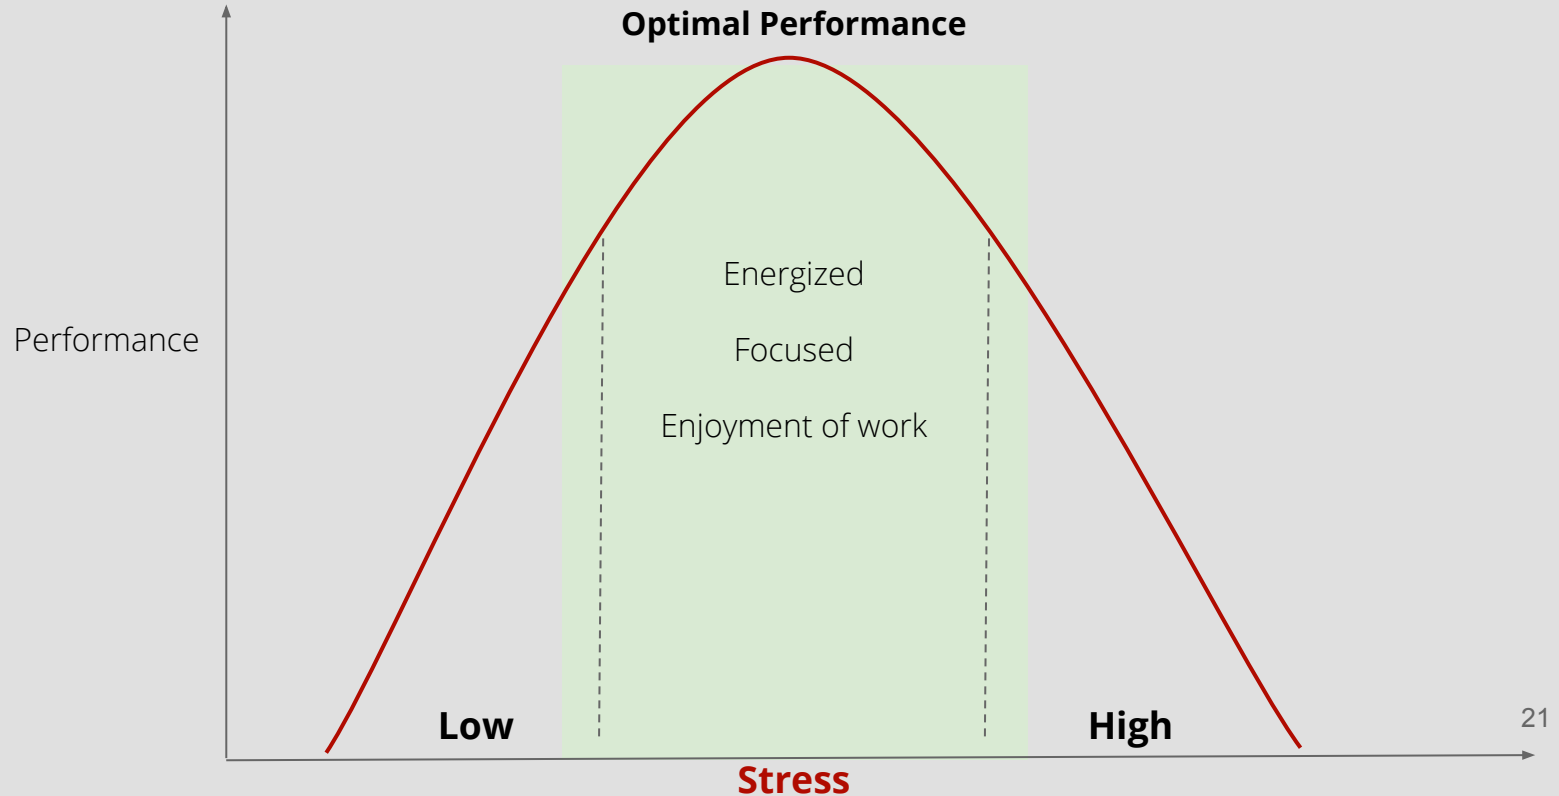 Optimal Performance
Energized
Performance
Focused
Enjoyment of work
Low
High
21
Stress